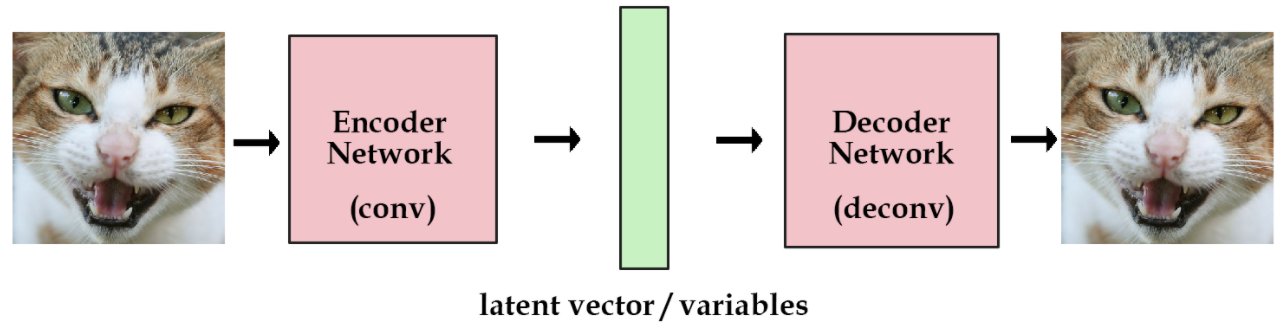 Encoder
Network
(conv)
Decoder
Network
(deconv)
latent vector / variables